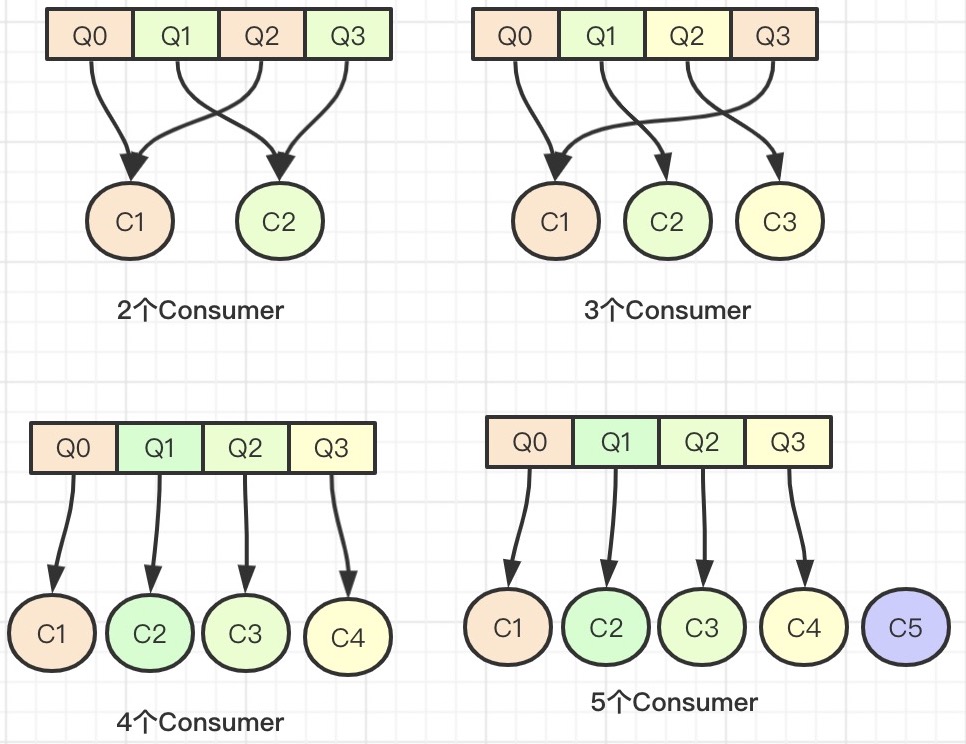 Q0 Q1 Q2 Q3
C1 C2
2个Consumer
Q0 Q1 Q2 Q3
C1 C2 C3
3个Consumer
Q0 Q1 Q2 Q3
C1 C2 C3 C4
4个Consumer
Q0 Q1 Q2 Q3
C1 C2 C3 C4 C5
5个Consumer